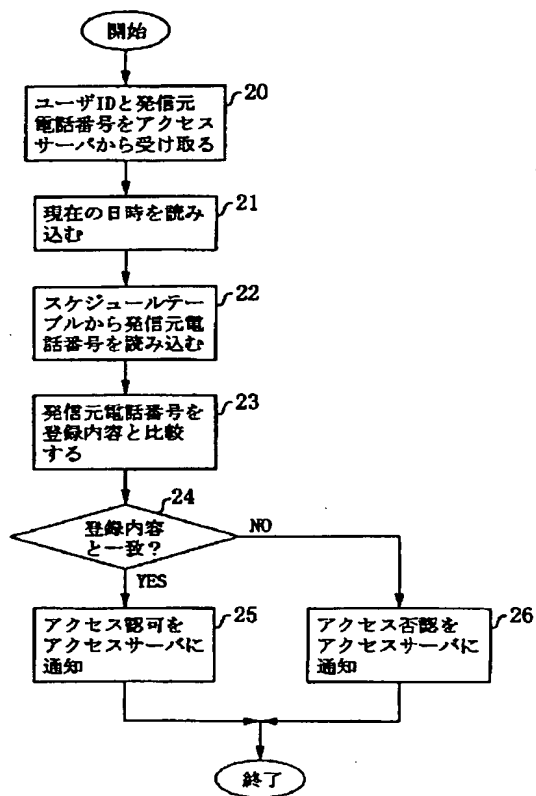 開始
20
ユーザIDと発信元
電話番号をアクセス
サーバから受け取る
21
現在の日時を読み
込む
22
スケジュールテー
ブルから発信元電
話番号を読み込む
23
発信元電話番号を
登録内容と比較
する
24
登録内容
と一致?
NO
YES
25
アクセス認可を
アクセスサーバに
通知
26
アクセス否認を
アクセスサーバに
通知
終了